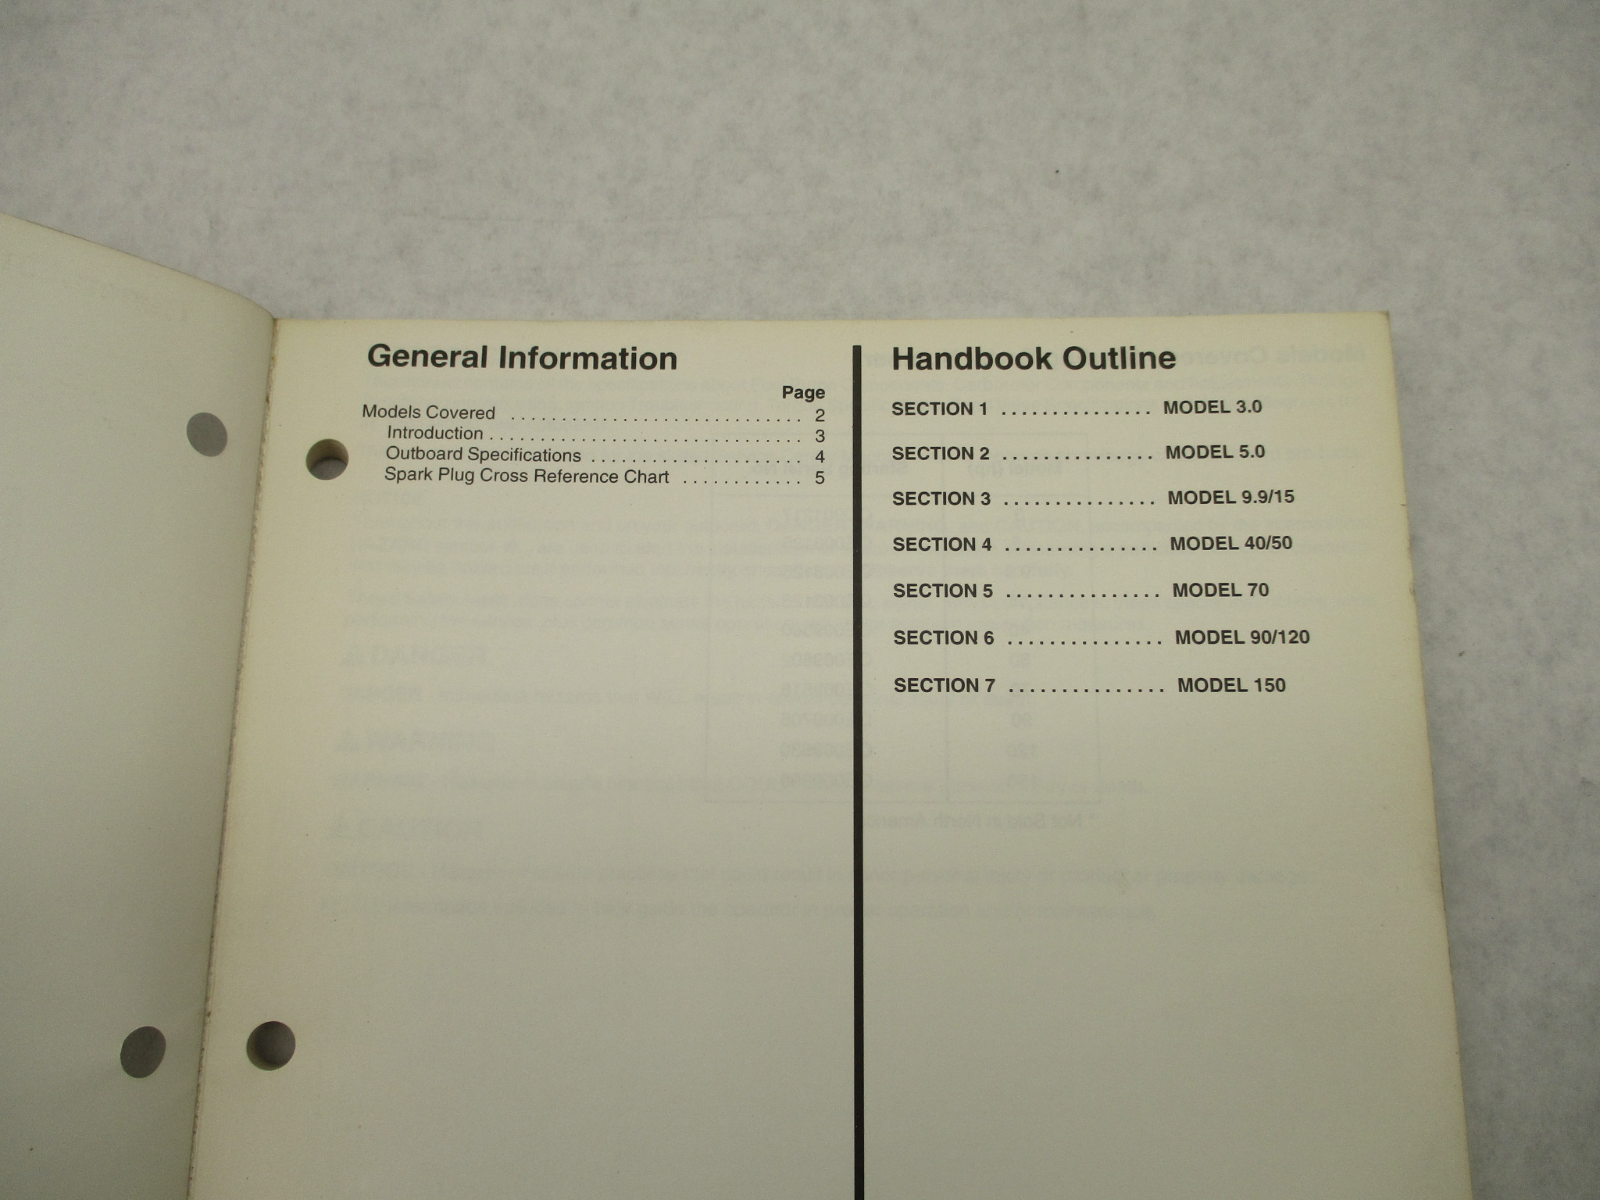 General Information
Page
Models Covered ............................. 2
Introduction ............................... 3
Outboard Specifications ..................... 4
Spark Plug Cross Reference Chart ............ 5
Handbook Outline
SECTION 1 ............... MODEL 3.0
SECTION 2 ............... MODEL 5.0
SECTION 3 ............... MODEL 9.9/15
SECTION 4 ............... MODEL 40/50
SECTION 5 ............... MODEL 70
SECTION 6 ............... MODEL 90/120
SECTION 7 ............... MODEL 150